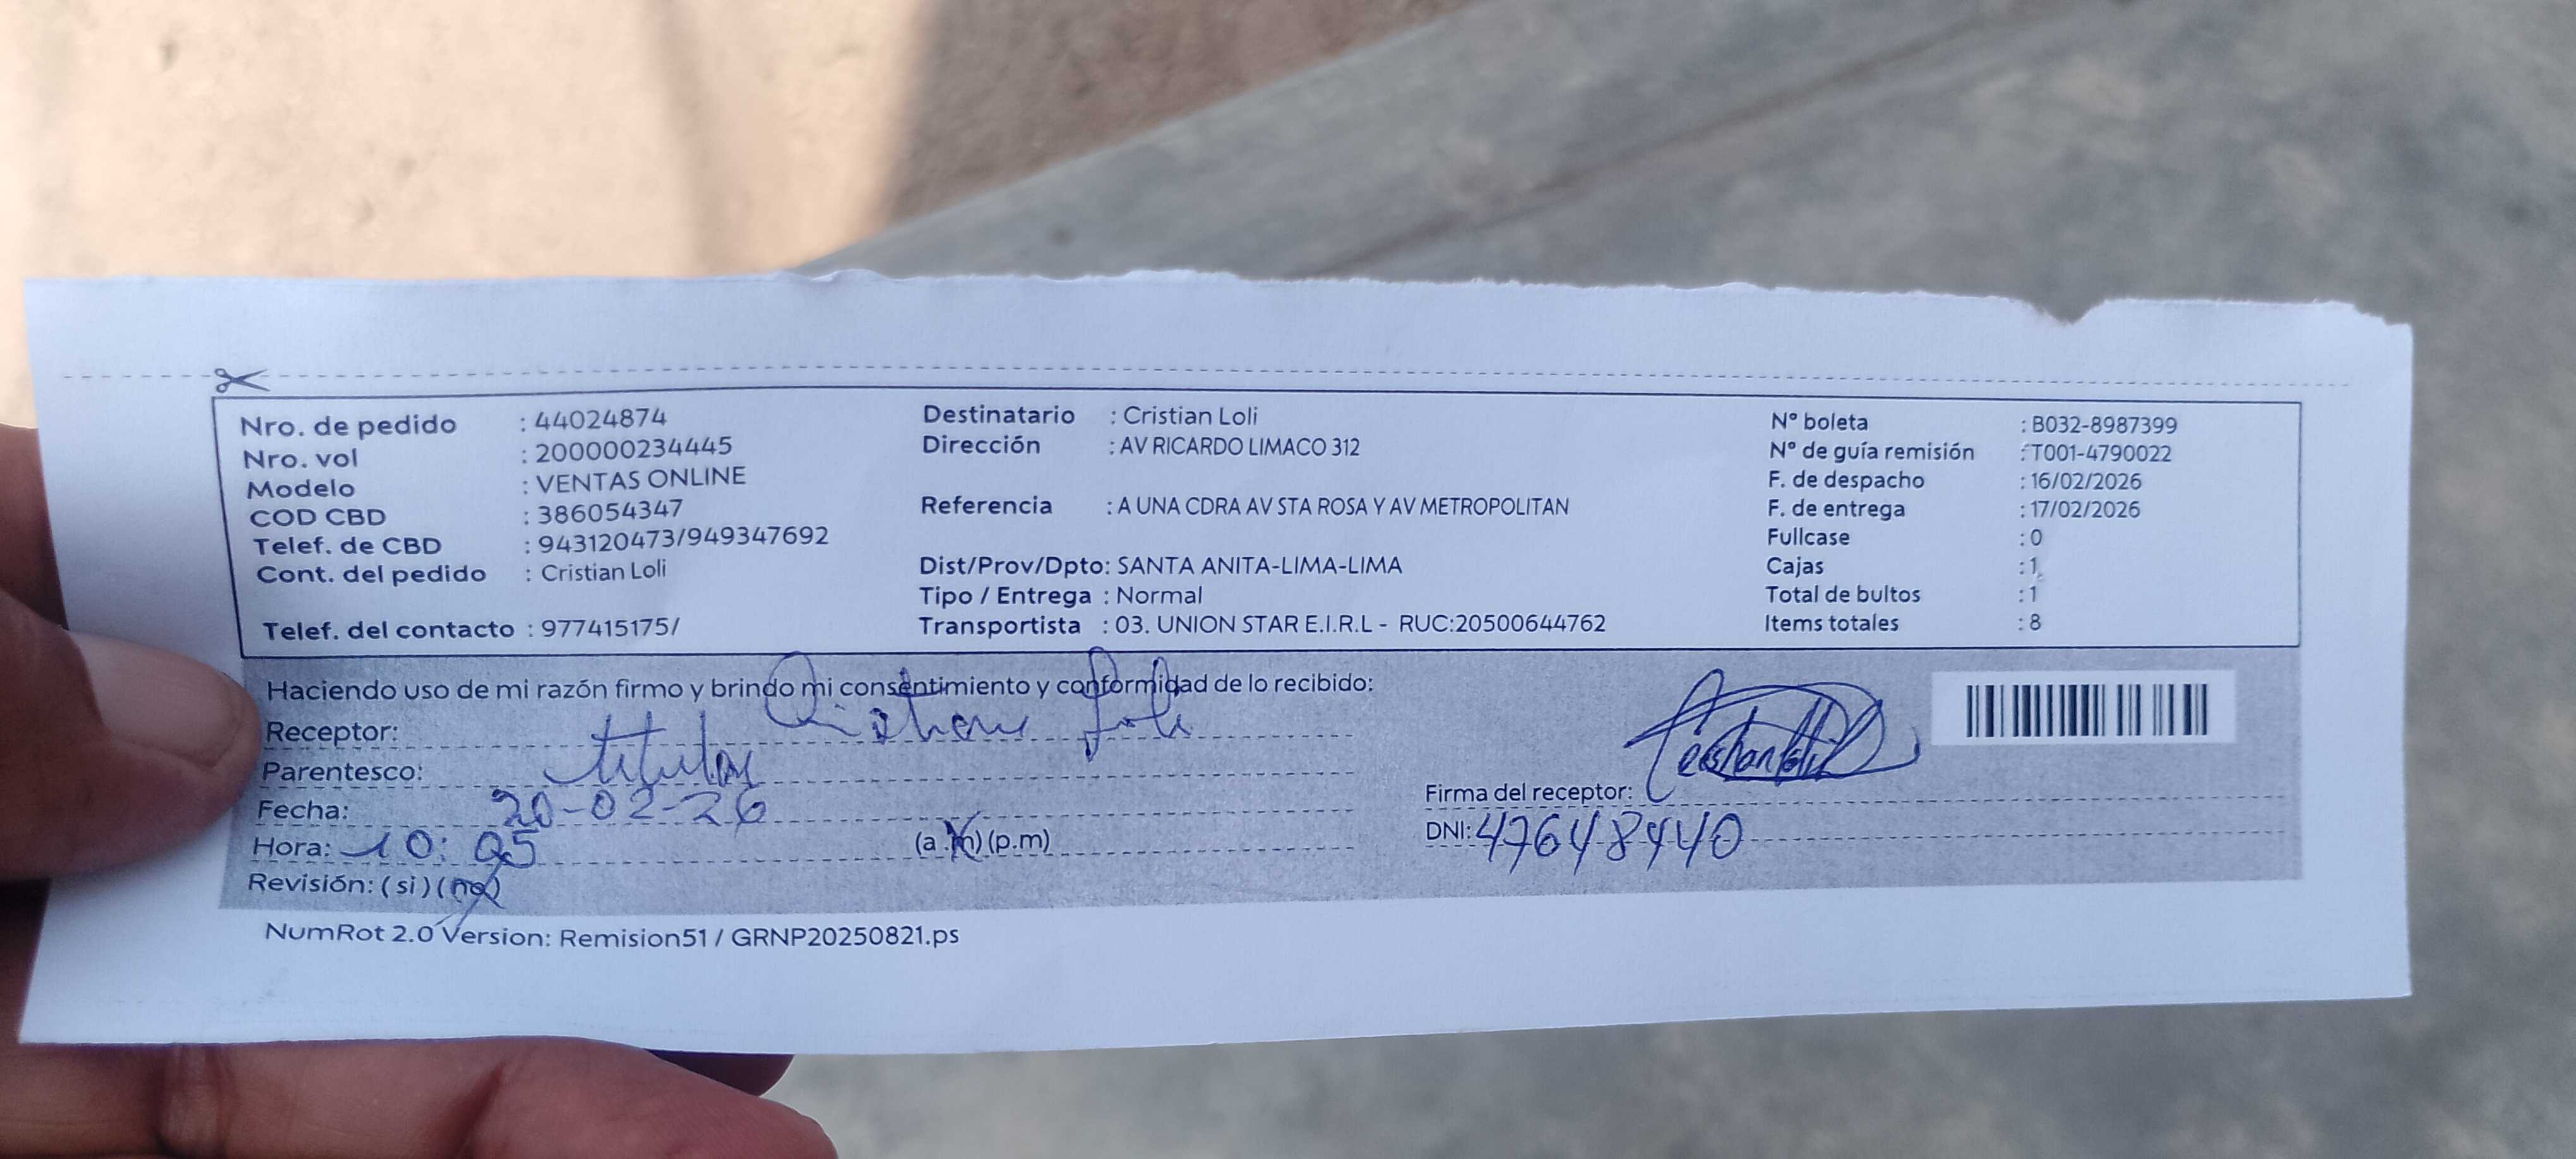 Nro. de pedido : 44024874
Nro. vol : 200000234445
Modelo : VENTAS ONLINE
COD CBD : 386054347
Telef. de CBD : 943120473/949347692
Cont. del pedido : Cristian Loli
Telef. del contacto : 977415175/
Destinatario : Cristian Loli
Dirección : AV RICARDO LIMACO 312
Referencia : A UNA CDRA AV STA ROSA Y AV METROPOLITAN
Dist/Prov/Dpto: SANTA ANITA-LIMA-LIMA
Tipo / Entrega : Normal
Transportista : 03. UNION STAR E.I.R.L - RUC:20500644762
Nº boleta : B032-8987399
Nº de guía remisión : T001-4790022
F. de despacho : 16/02/2026
F. de entrega : 17/02/2026
Fullcase :0
Cajas :1
Total de bultos :1
Items totales :8
Haciendo uso de mi razón firmo y brindo mi consentimiento y conformidad de lo recibido:
Receptor: Loli
Parentesco: titular
Fecha: 20-02-26
Hora: 10: 05 (a.m) (p.m)
Revisión: (si) (no)
Firma del receptor:
DNI: 47648440
NumRot 2.0 Version: Remision51 / GRNP20250821.ps